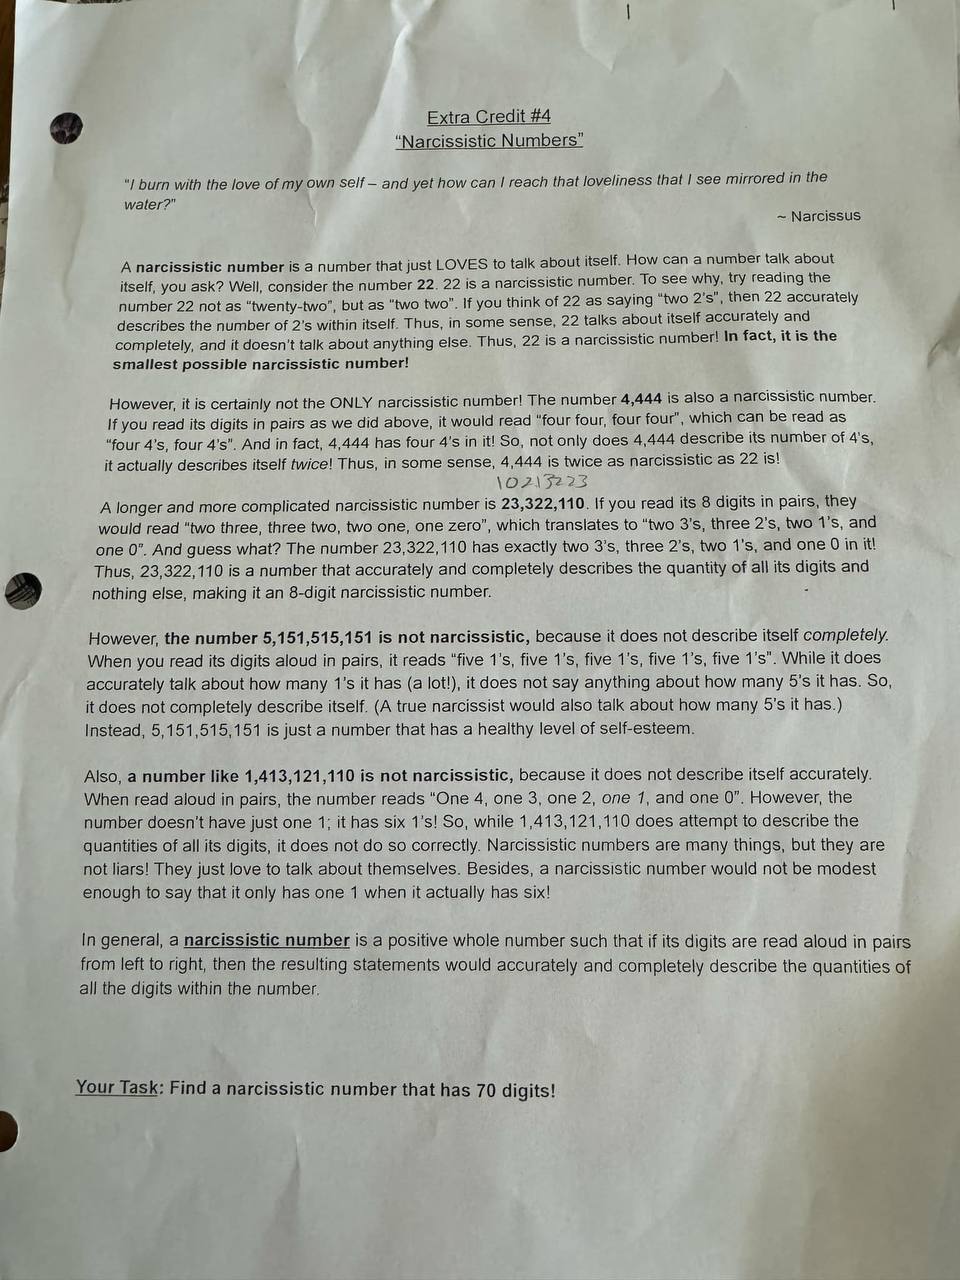 Extra Credit #4
“Narcissistic Numbers”
“I burn with the love of my own self – and yet how can I reach that loveliness that I see mirrored in the
water?”
~ Narcissus
A narcissistic number is a number that just LOVES to talk about itself. How can a number talk about
itself, you ask? Well, consider the number 22. 22 is a narcissistic number. To see why, try reading the
number 22 not as “twenty-two”, but as “two two”. If you think of 22 as saying “two 2’s”, then 22 accurately
describes the number of 2’s within itself. Thus, in some sense, 22 talks about itself accurately and
completely, and it doesn’t talk about anything else. Thus, 22 is a narcissistic number! In fact, it is the
smallest possible narcissistic number!
However, it is certainly not the ONLY narcissistic number! The number 4,444 is also a narcissistic number.
If you read its digits in pairs as we did above, it would read “four four, four four”, which can be read as
“four 4’s, four 4’s”. And in fact, 4,444 has four 4’s in it! So, not only does 4,444 describe its number of 4’s,
it actually describes itself twice! Thus, in some sense, 4,444 is twice as narcissistic as 22 is!
10213223
A longer and more complicated narcissistic number is 23,322,110. If you read its 8 digits in pairs, they
would read “two three, three two, two one, one zero”, which translates to “two 3’s, three 2’s, two 1’s, and
one 0”. And guess what? The number 23,322,110 has exactly two 3’s, three 2’s, two 1’s, and one 0 in it!
Thus, 23,322,110 is a number that accurately and completely describes the quantity of all its digits and
nothing else, making it an 8-digit narcissistic number.
However, the number 5,151,515,151 is not narcissistic, because it does not describe itself completely.
When you read its digits aloud in pairs, it reads “five 1’s, five 1’s, five 1’s, five 1’s, five 1’s”. While it does
accurately talk about how many 1’s it has (a lot!), it does not say anything about how many 5’s it has. So,
it does not completely describe itself. (A true narcissist would also talk about how many 5’s it has.)
Instead, 5,151,515,151 is just a number that has a healthy level of self-esteem.
Also, a number like 1,413,121,110 is not narcissistic, because it does not describe itself accurately.
When read aloud in pairs, the number reads “One 4, one 3, one 2, one 1, and one 0”. However, the
number doesn’t have just one 1; it has six 1’s! So, while 1,413,121,110 does attempt to describe the
quantities of all its digits, it does not do so correctly. Narcissistic numbers are many things, but they are
not liars! They just love to talk about themselves. Besides, a narcissistic number would not be modest
enough to say that it only has one 1 when it actually has six!
In general, a narcissistic number is a positive whole number such that if its digits are read aloud in pairs
from left to right, then the resulting statements would accurately and completely describe the quantities of
all the digits within the number.
Your Task: Find a narcissistic number that has 70 digits!